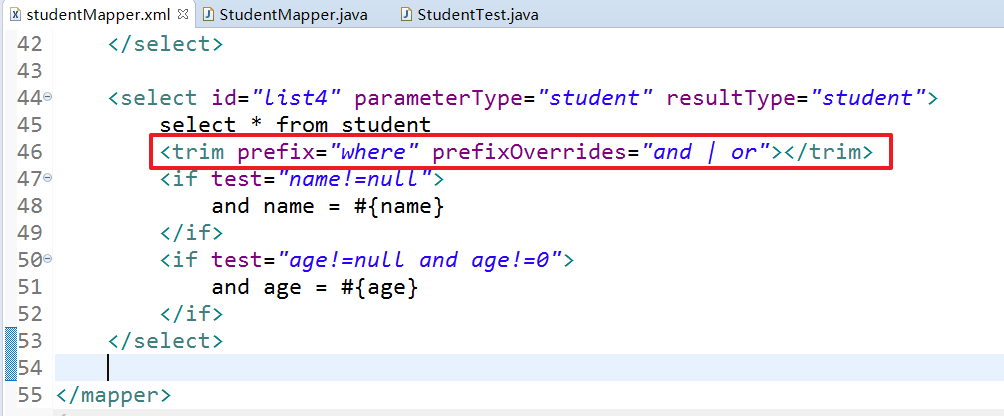 studentMapper.xml StudentMapper.java StudentTest.java
42 </select>
43
44 <select id="list4" parameterType="student" resultType="student">
45 select * from student
46 <trim prefix="where" prefixOverrides="and | or"></trim>
47 <if test="name!=null">
48 and name = #{name}
49 </if>
50 <if test="age!=null and age!=0">
51 and age = #{age}
52 </if>
53 </select>
54
55 </mapper>